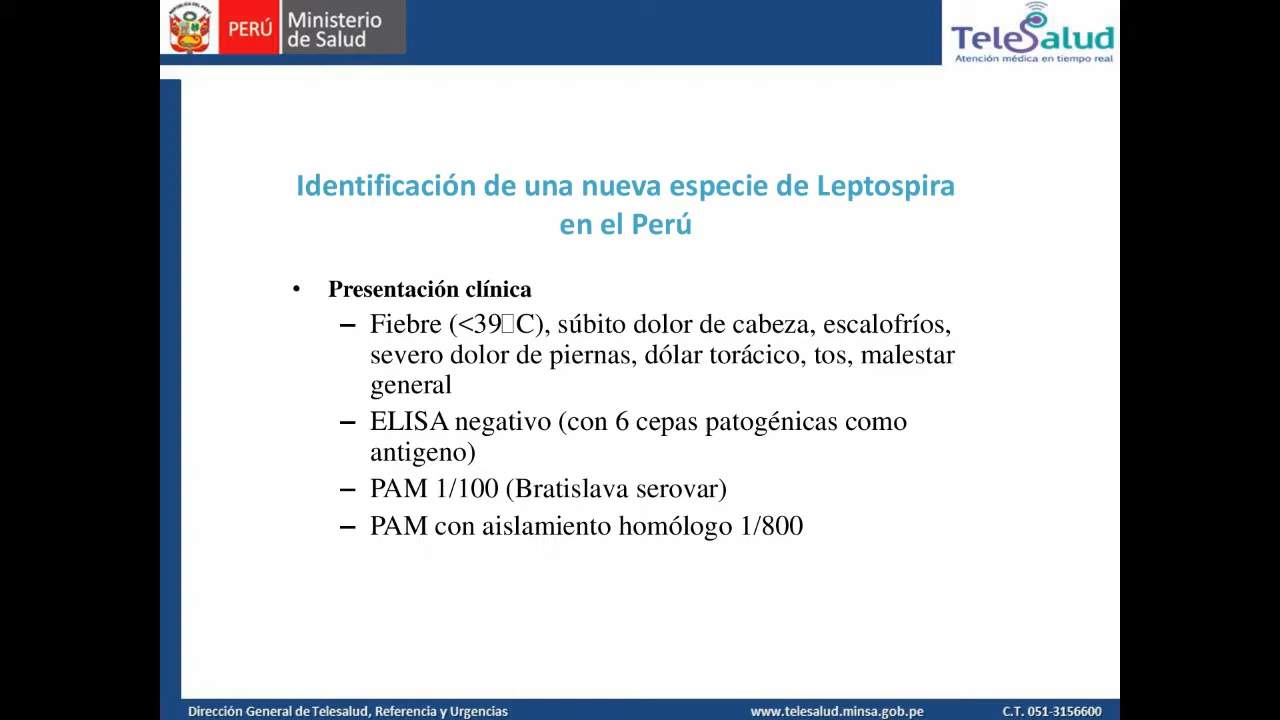 PERÚ
Ministerio
de Salud
TeleSalud
Atención médica en tiempo real
Identificación de una nueva especie de Leptospira
en el Perú
• Presentación clínica
– Fiebre (<39□C), súbito dolor de cabeza, escalofríos,
severo dolor de piernas, dólar torácico, tos, malestar
general
– ELISA negativo (con 6 cepas patogénicas como
antigeno)
– PAM 1/100 (Bratislava serovar)
– PAM con aislamiento homólogo 1/800
Dirección General de Telesalud, Referencia y Urgencias
www.telesalud.minsa.gob.pe
C.T. 051-3156600